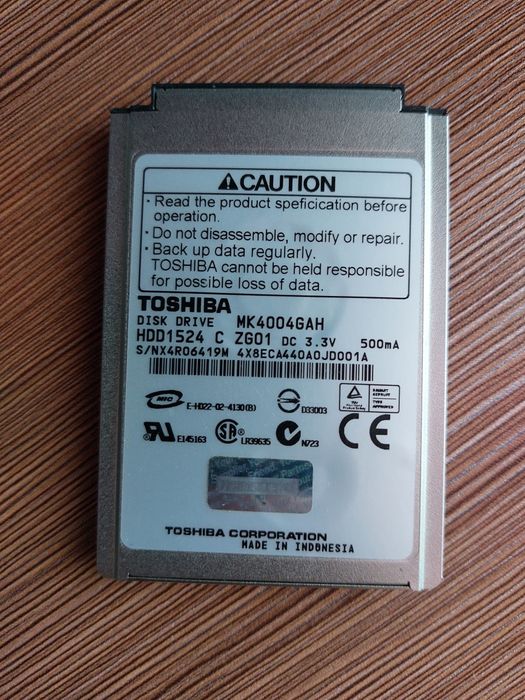 CAUTION
· Read the product speficication before
operation.
· Do not disassemble, modify or repair.
· Back up data regularly.
TOSHIBA cannot be held responsible
for possible loss of data.
TOSHIBA
DISK DRIVE MK4004GAH
HDD1524 C ZG01 DC 3.3V 500mA
S/NX4R06419M 4X8ECA440A0JD001A
MIC E-H022-02-4130(B) D33003
E145163 LR39635 N723 CE
TOSHIBA CORPORATION
MADE IN INDONESIA